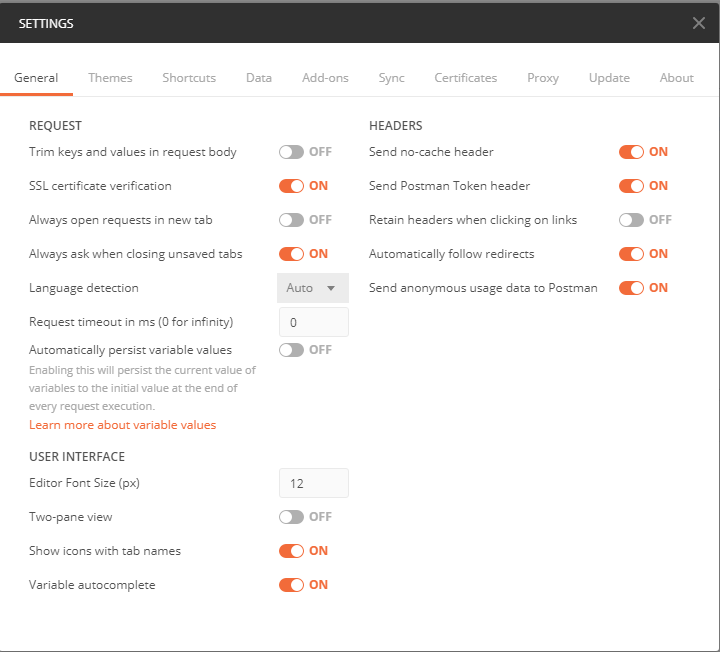 SETTINGS
General Themes Shortcuts Data Add-ons Sync Certificates Proxy Update About
REQUEST
Trim keys and values in request body OFF
SSL certificate verification ON
Always open requests in new tab OFF
Always ask when closing unsaved tabs ON
Language detection Auto
Request timeout in ms (0 for infinity) 0
Automatically persist variable values OFF
Enabling this will persist the current value of
variables to the initial value at the end of
every request execution.
Learn more about variable values
USER INTERFACE
Editor Font Size (px) 12
Two-pane view OFF
Show icons with tab names ON
Variable autocomplete ON
HEADERS
Send no-cache header ON
Send Postman Token header ON
Retain headers when clicking on links OFF
Automatically follow redirects ON
Send anonymous usage data to Postman ON